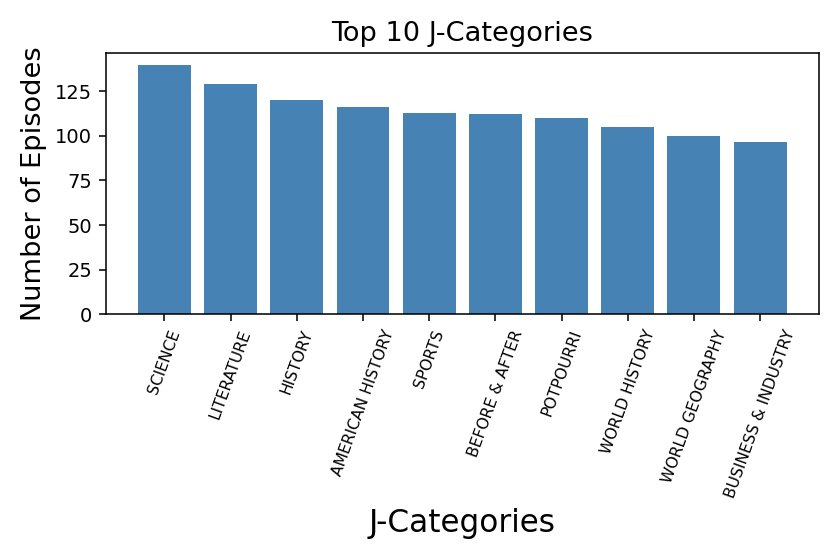 Top 10 J-Categories
Number of Episodes
125
100
75
50
25
0
SCIENCE
LITERATURE
HISTORY
AMERICAN HISTORY
SPORTS
BEFORE & AFTER
POTPOURRI
WORLD HISTORY
WORLD GEOGRAPHY
BUSINESS & INDUSTRY
J-Categories